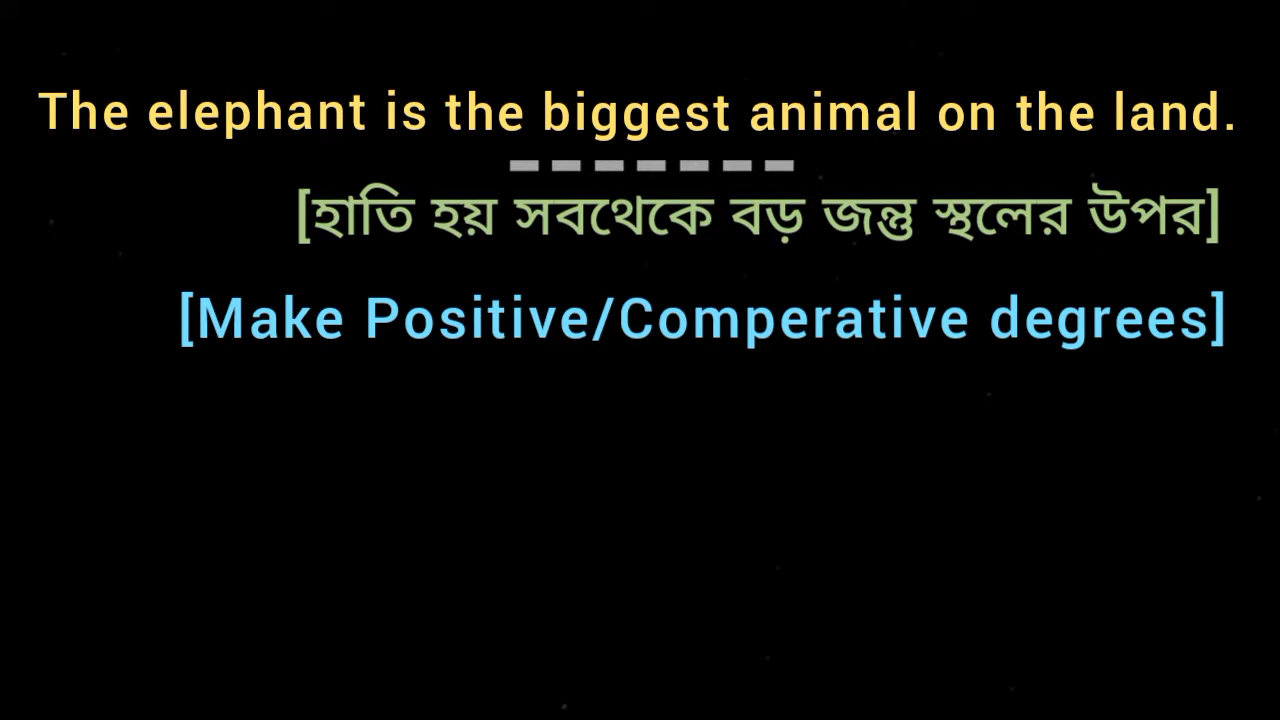 The elephant is the biggest animal on the land.
[হাতি হয় সবথেকে বড় জন্তু স্থলের উপর]
[Make Positive/Comperative degrees]